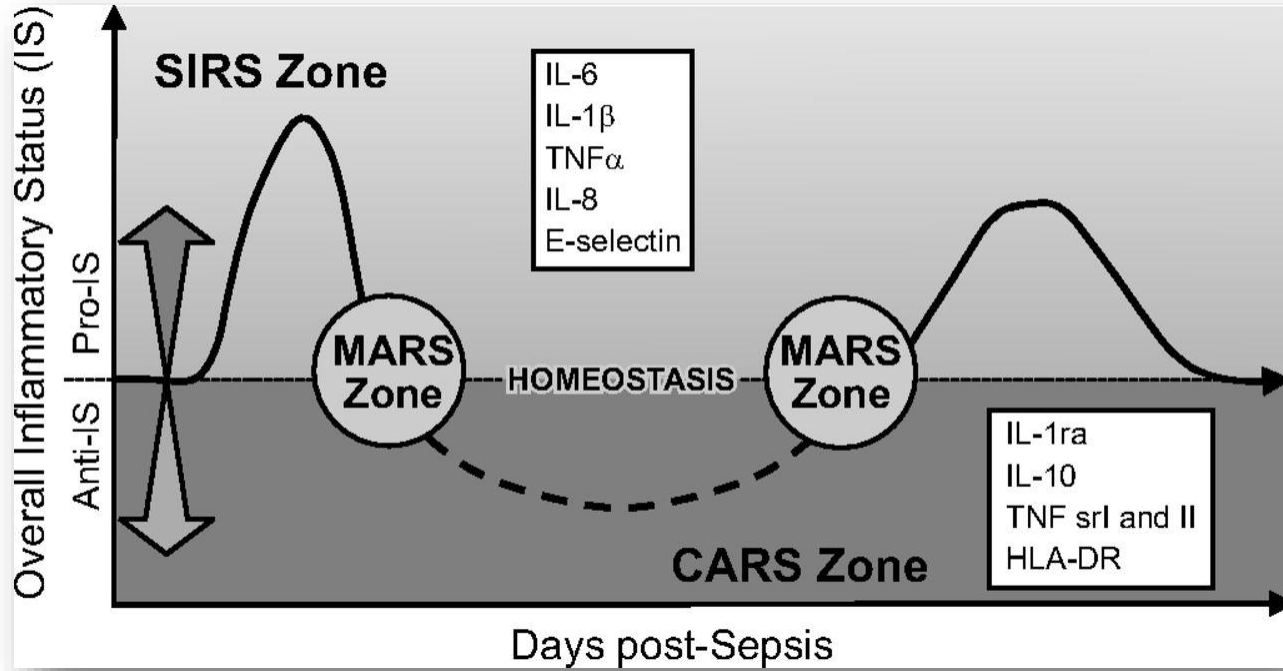 Overall Inflammatory Status (IS)
Pro-IS
Anti-IS
SIRS Zone
IL-6
IL-1β
TNFα
IL-8
E-selectin
MARS
Zone
HOMEOSTASIS
MARS
Zone
IL-1ra
IL-10
TNF srI and II
HLA-DR
CARS Zone
Days post-Sepsis